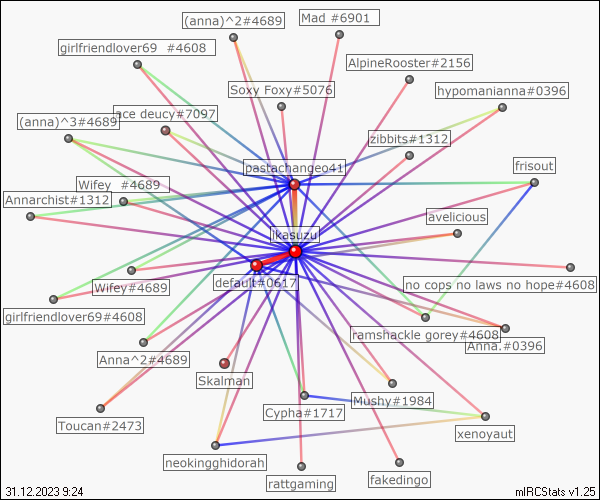 (anna)^2#4689
Mad #6901
girlfriendlover69 #4608
AlpineRooster#2156
Soxy Foxy#5076
hypomanianna#0396
ace deucy#7097
(anna)^3#4689
zibbits#1312
pastachangeo41
frisout
Wifey #4689
Annarchist#1312
avelicious
ikasuzu
default#0617
no cops no laws no hope#4608
Wifey#4689
girlfriendlover69#4608
ramshackle gorey#4608
Anna.#0396
Anna^2#4689
Skalman
Mushy#1984
Cypha#1717
Toucan#2473
xenoyaut
neokingghidorah
rattgaming
fakedingo
31.12.2023 9:24
mIRCStats v1.25